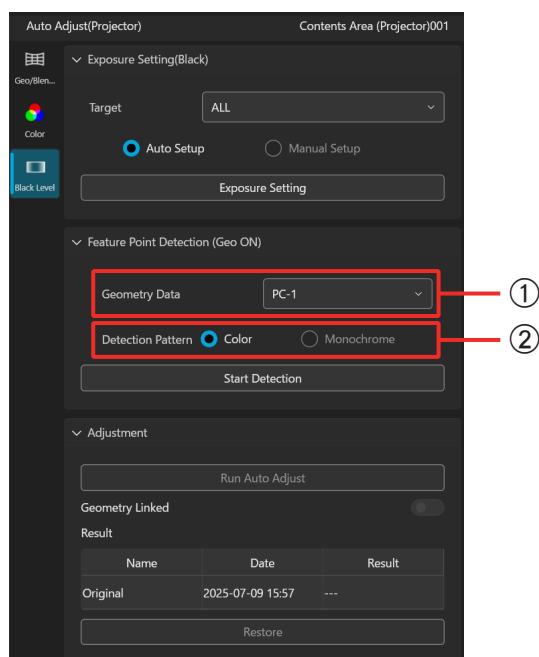 Auto Adjust(Projector) Contents Area (Projector)001
Geo/Blen...
Color
Black Level
Exposure Setting(Black)
Target ALL
Auto Setup Manual Setup
Exposure Setting
Feature Point Detection (Geo ON)
Geometry Data PC-1 ①
Detection Pattern Color Monochrome ②
Start Detection
Adjustment
Run Auto Adjust
Geometry Linked
Result
Name Date Result
Original 2025-07-09 15:57 ---
Restore